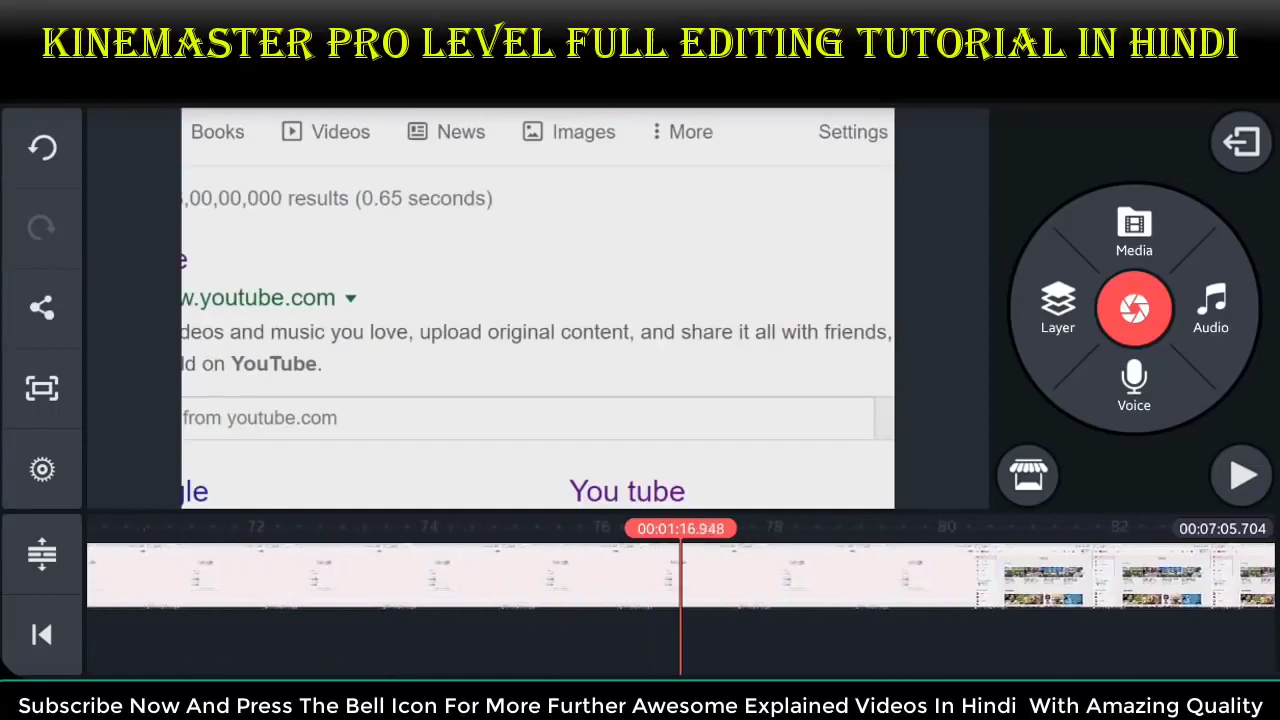 KINEMASTER PRO LEVEL FULL EDITING TUTORIAL IN HINDI
Books Videos News Images More Settings
,00,00,000 results (0.65 seconds)
e
w.youtube.com
deos and music you love, upload original content, and share it all with friends,
ld on YouTube.
from youtube.com
gle You tube
Media
Layer
Audio
Voice
72 74 76 00:01:16.948 78 80 82 00:07:05.704
Subscribe Now And Press The Bell Icon For More Further Awesome Explained Videos In Hindi With Amazing Quality